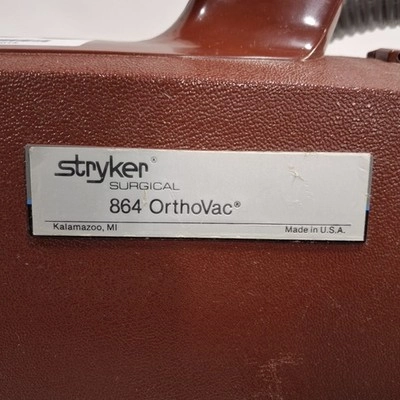 stryker®
SURGICAL
864 OrthoVac®
Kalamazoo, MI Made in U.S.A.